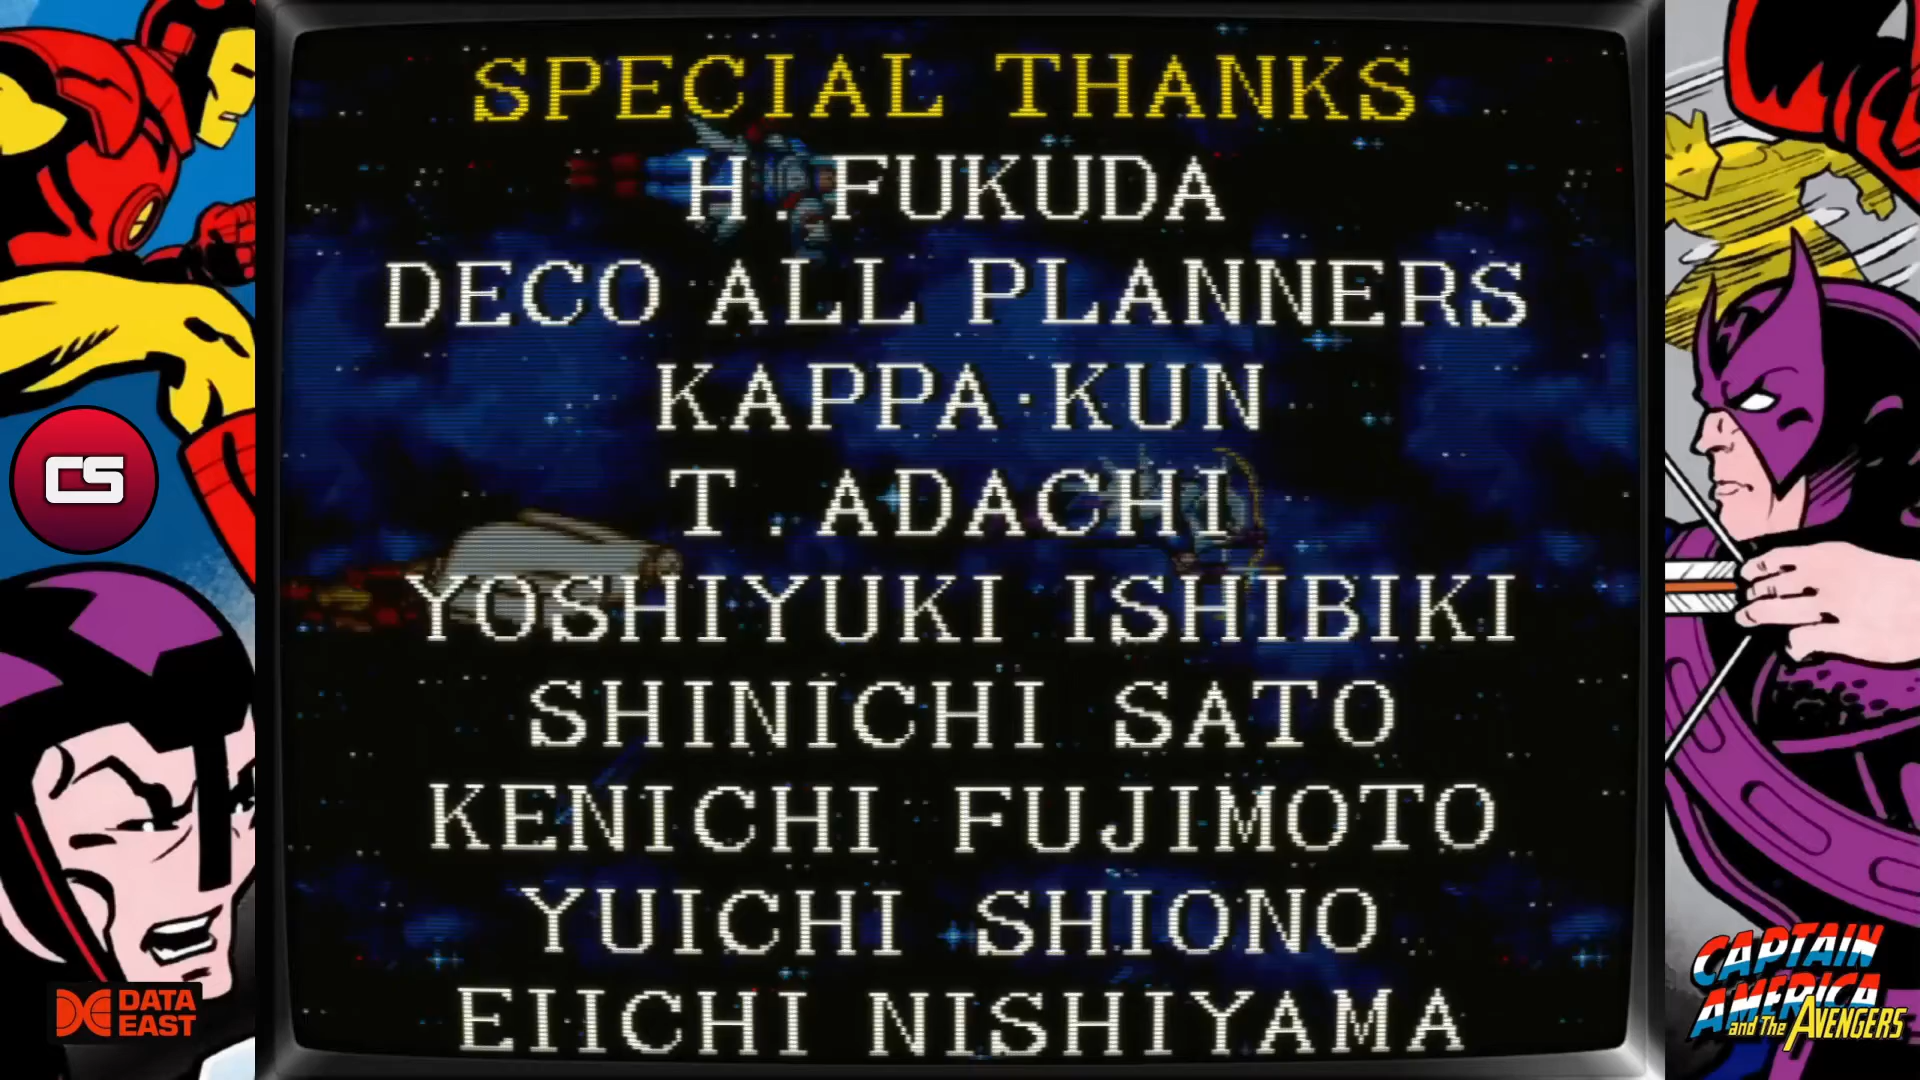 SPECIAL THANKS
H.FUKUDA
DECO ALL PLANNERS
KAPPA·KUN
T.ADACHI
YOSHIYUKI ISHIBIKI
SHINICHI SATO
KENICHI FUJIMOTO
YUICHI SHIONO
EIICHI NISHIYAMA
CS
DATA
EAST
CAPTAIN
AMERICA
and The AVENGERS